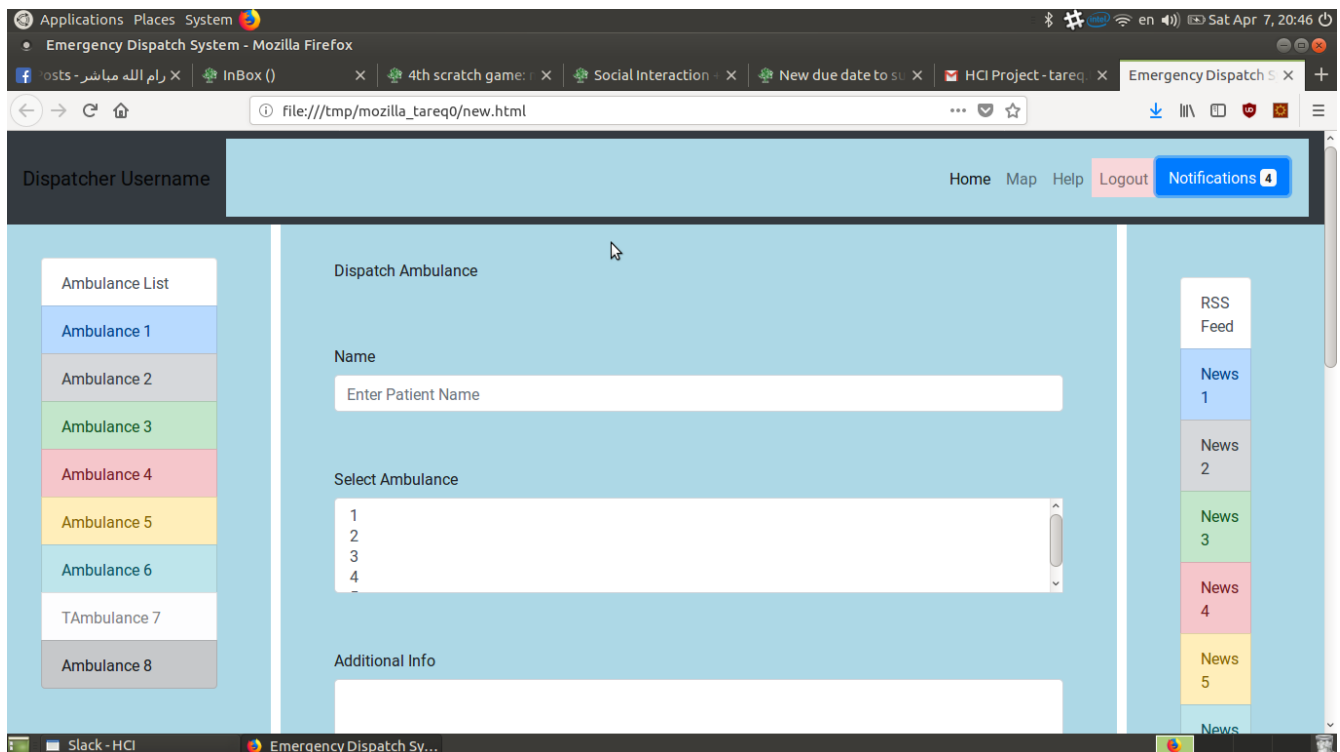 Applications Places System
en Sat Apr 7, 20:46
Emergency Dispatch System - Mozilla Firefox
رام الله مباشر - osts
InBox ()
4th scratch game:
Social Interaction
New due date to su
HCI Project - tareq.
Emergency Dispatch S
file:///tmp/mozilla_tareq0/new.html
Dispatcher Username
Home Map Help Logout Notifications 4
Ambulance List
Ambulance 1
Ambulance 2
Ambulance 3
Ambulance 4
Ambulance 5
Ambulance 6
TAmbulance 7
Ambulance 8
Dispatch Ambulance
Name
Enter Patient Name
Select Ambulance
1
2
3
4
Additional Info
RSS
Feed
News
1
News
2
News
3
News
4
News
5
News
Slack - HCI
Emergency Dispatch Sy...